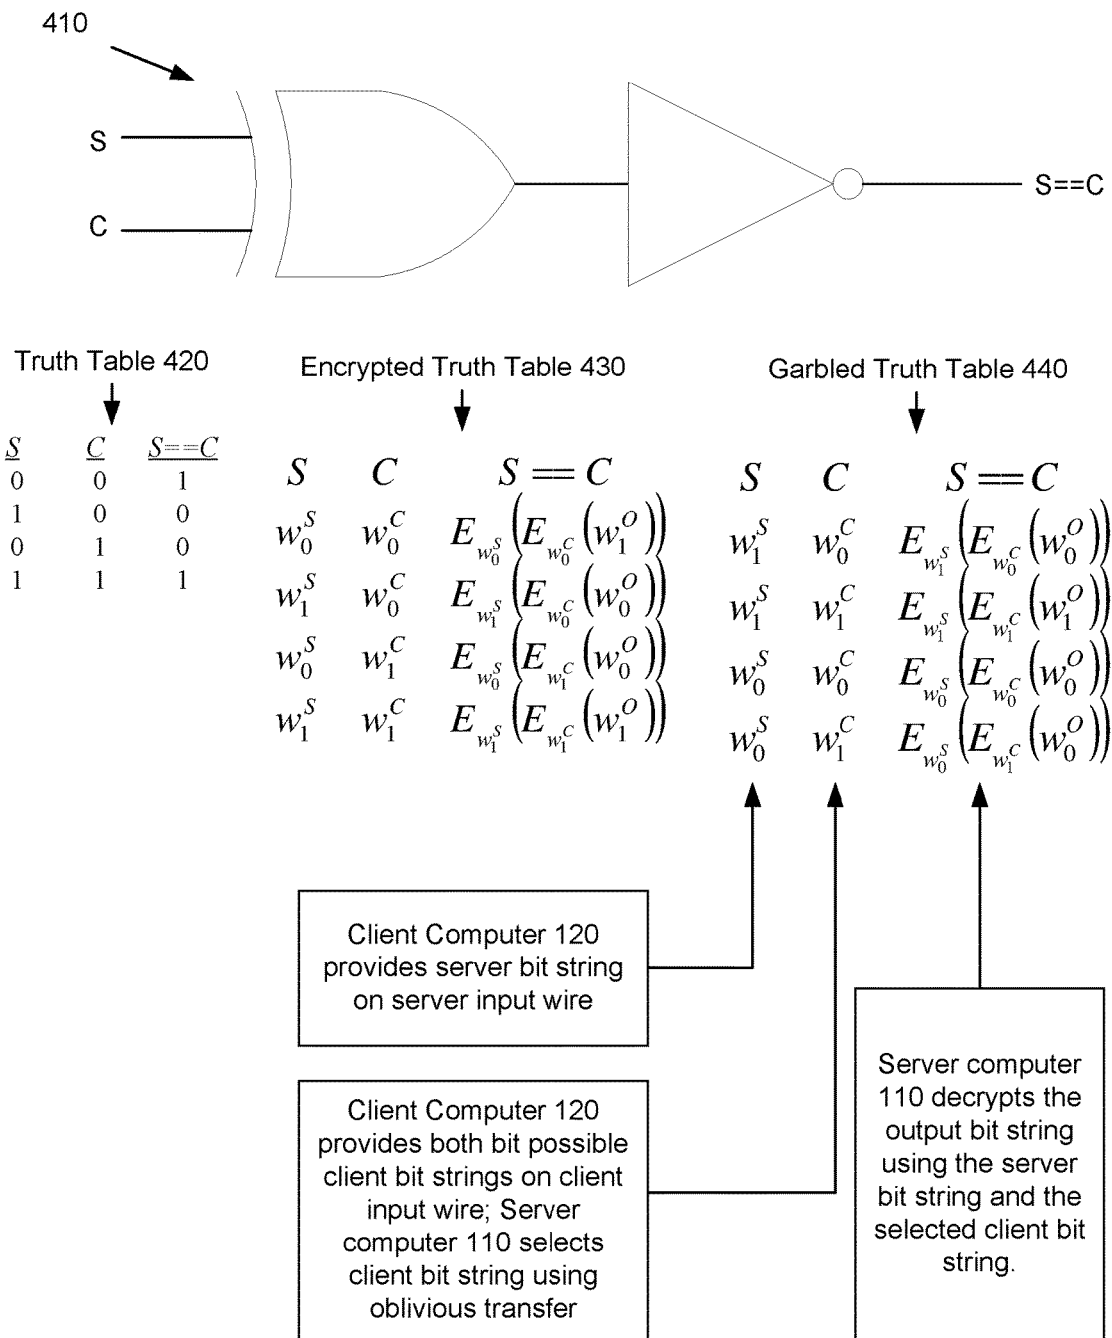 410
S
C
S==C
Truth Table 420
S C S==C
0 0 1
1 0 0
0 1 0
1 1 1
Encrypted Truth Table 430
S C S == C
w_0^S w_0^C E_{w_0^S}(E_{w_0^C}(w_1^O))
w_1^S w_0^C E_{w_1^S}(E_{w_0^C}(w_0^O))
w_0^S w_1^C E_{w_0^S}(E_{w_1^C}(w_0^O))
w_1^S w_1^C E_{w_1^S}(E_{w_1^C}(w_1^O))
Garbled Truth Table 440
S C S == C
w_1^S w_0^C E_{w_1^S}(E_{w_0^C}(w_0^O))
w_1^S w_1^C E_{w_1^S}(E_{w_1^C}(w_1^O))
w_0^S w_0^C E_{w_0^S}(E_{w_0^C}(w_0^O))
w_0^S w_1^C E_{w_0^S}(E_{w_1^C}(w_0^O))
Client Computer 120
provides server bit string
on server input wire
Client Computer 120
provides both bit possible
client bit strings on client
input wire; Server
computer 110 selects
client bit string using
oblivious transfer
Server computer
110 decrypts the
output bit string
using the server
bit string and the
selected client bit
string.